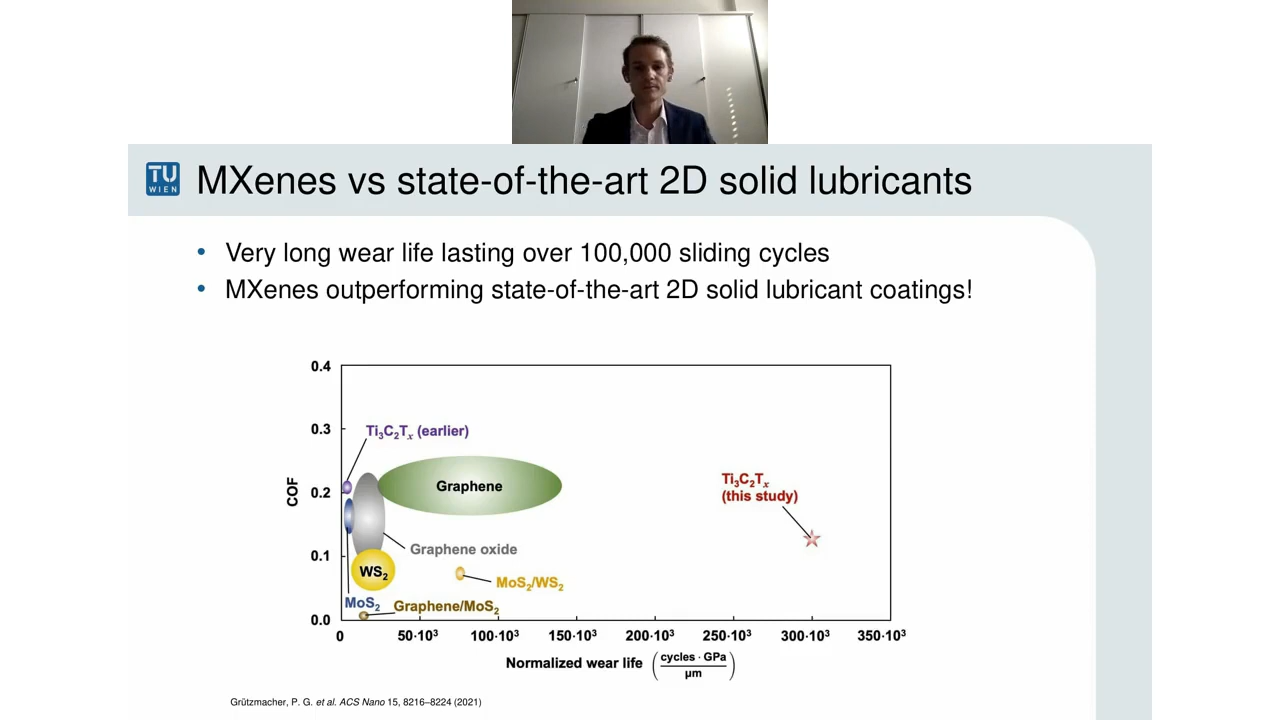 TU
WIEN
MXenes vs state-of-the-art 2D solid lubricants
• Very long wear life lasting over 100,000 sliding cycles
• MXenes outperforming state-of-the-art 2D solid lubricant coatings!
0.4
0.3
0.2
0.1
0.0
COF
Ti₃C₂Tₓ (earlier)
Graphene
Ti₃C₂Tₓ
(this study)
Graphene oxide
WS₂
MoS₂/WS₂
MoS₂
Graphene/MoS₂
0 50·10³ 100·10³ 150·10³ 200·10³ 250·10³ 300·10³ 350·10³
Normalized wear life (cycles · GPa / µm)
Grützmacher, P. G. et al. ACS Nano 15, 8216–8224 (2021)